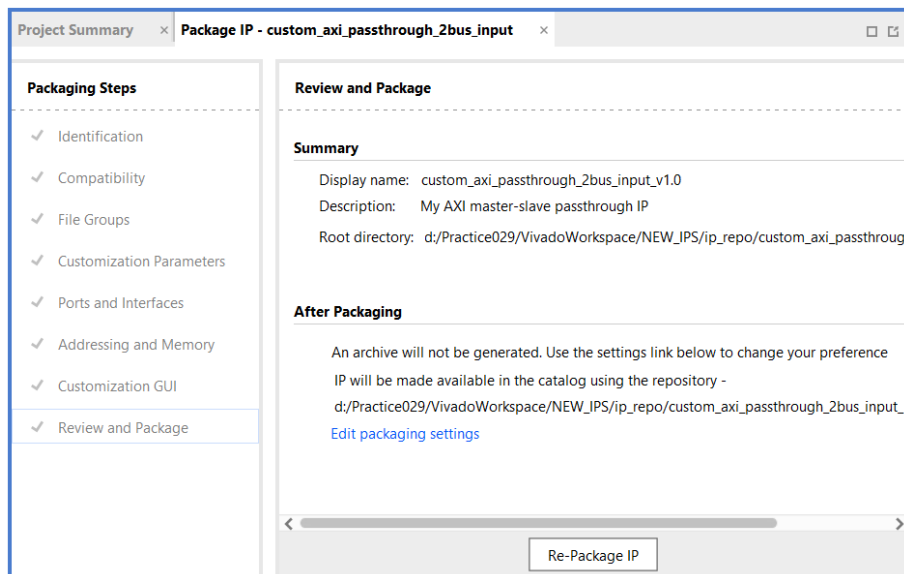 Project Summary × Package IP - custom_axi_passthrough_2bus_input ×
Packaging Steps
Identification
Compatibility
File Groups
Customization Parameters
Ports and Interfaces
Addressing and Memory
Customization GUI
Review and Package
Review and Package
Summary
Display name: custom_axi_passthrough_2bus_input_v1.0
Description: My AXI master-slave passthrough IP
Root directory: d:/Practice029/VivadoWorkspace/NEW_IPS/ip_repo/custom_axi_passthroug
After Packaging
An archive will not be generated. Use the settings link below to change your preference
IP will be made available in the catalog using the repository -
d:/Practice029/VivadoWorkspace/NEW_IPS/ip_repo/custom_axi_passthrough_2bus_input_
Edit packaging settings
Re-Package IP